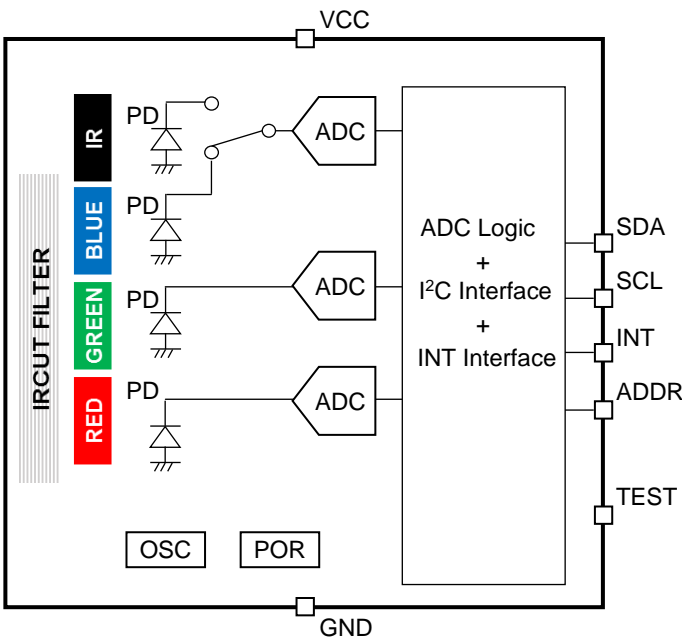 VCC
PD
IR
ADC
PD
BLUE
ADC Logic
+
I²C Interface
+
INT Interface
SDA
SCL
INT
ADDR
TEST
IRCUT FILTER
PD
GREEN
ADC
PD
RED
ADC
OSC
POR
GND